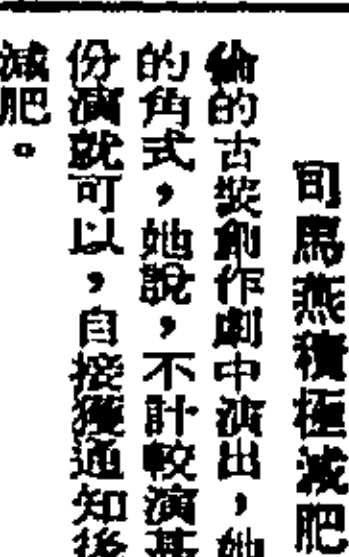 司馬燕積極減肥
倫的古裝創作劇中演出，她
的角式，她說，不計較演甚
份演就可以，自接獲通知後
減肥。